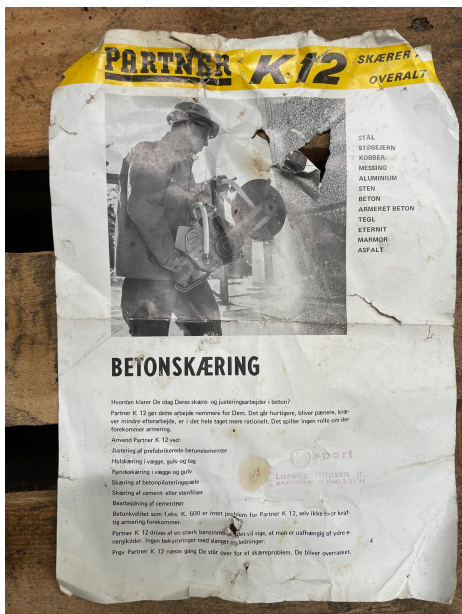 PARTNER K12 SKÆRER
OVERALT
STÅL
STØBEJERN
KOBBER
MESSING
ALUMINIUM
STEN
BETON
ARMERET BETON
TEGL
ETERNIT
MARMOR
ASFALT
BETONSKÆRING
Hvordan klarer De idag Deres skære- og justeringsarbejder i beton?
Partner K 12 gør dette arbejde nemmere for Dem. Det går hurtigere, bliver pænere, kræ-
ver mindre efterarbejde, er i det hele taget mere rationelt. Det spiller ingen rolle om der
forekommer armering.
Anvend Partner K 12 ved:
Justering af præfabrikerede betonelementer
Hulskæring i vægge, gulv og tag
Rendeskæring i vægge og gulv
Skæring af betonpiloteringspæle
Skæring af cement- eller stenfliser
Bearbejdning af cementrør
Betonkvalitet som f.eks. K. 600 er intet problem for Partner K 12, selv ikke hvor kraf-
tig armering forekommer.
Partner K 12 drives af en stærk benzinmotor, det vil sige, at man er uafhængig af ydre e-
nergikilder. Ingen bekymringer med slanger og ledninger.
Prøv Partner K 12 næste gang De står over for et skæreproblem. De bliver overrasket.
sport
Lorenz Hansen jr.